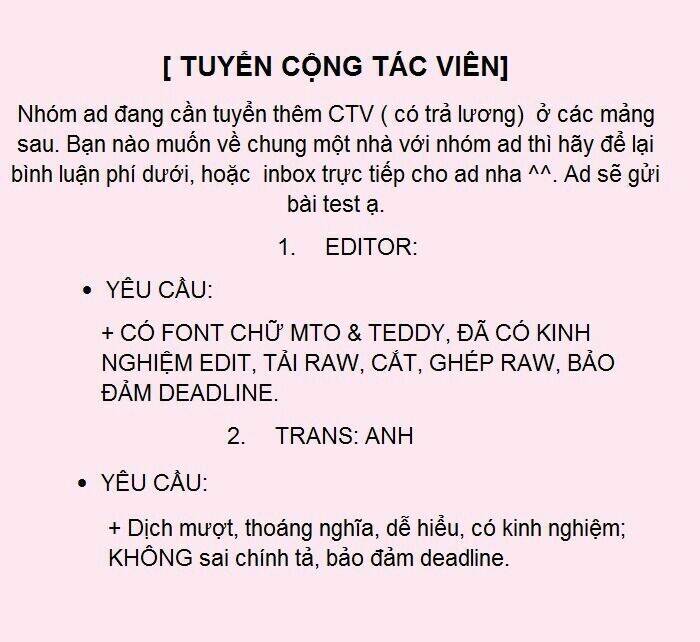 [ TUYỂN CỘNG TÁC VIÊN]
Nhóm ad đang cần tuyển thêm CTV ( có trả lương) ở các mảng
sau. Bạn nào muốn về chung một nhà với nhóm ad thì hãy để lại
bình luận phí dưới, hoặc inbox trực tiếp cho ad nha ^^. Ad sẽ gửi
bài test ạ.
1. EDITOR:
• YÊU CẦU:
+ CÓ FONT CHỮ MTO & TEDDY, ĐÃ CÓ KINH
NGHIỆM EDIT, TẢI RAW, CẮT, GHÉP RAW, BẢO
ĐẢM DEADLINE.
2. TRANS: ANH
• YÊU CẦU:
+ Dịch mượt, thoáng nghĩa, dễ hiểu, có kinh nghiệm;
KHÔNG sai chính tả, bảo đảm deadline.